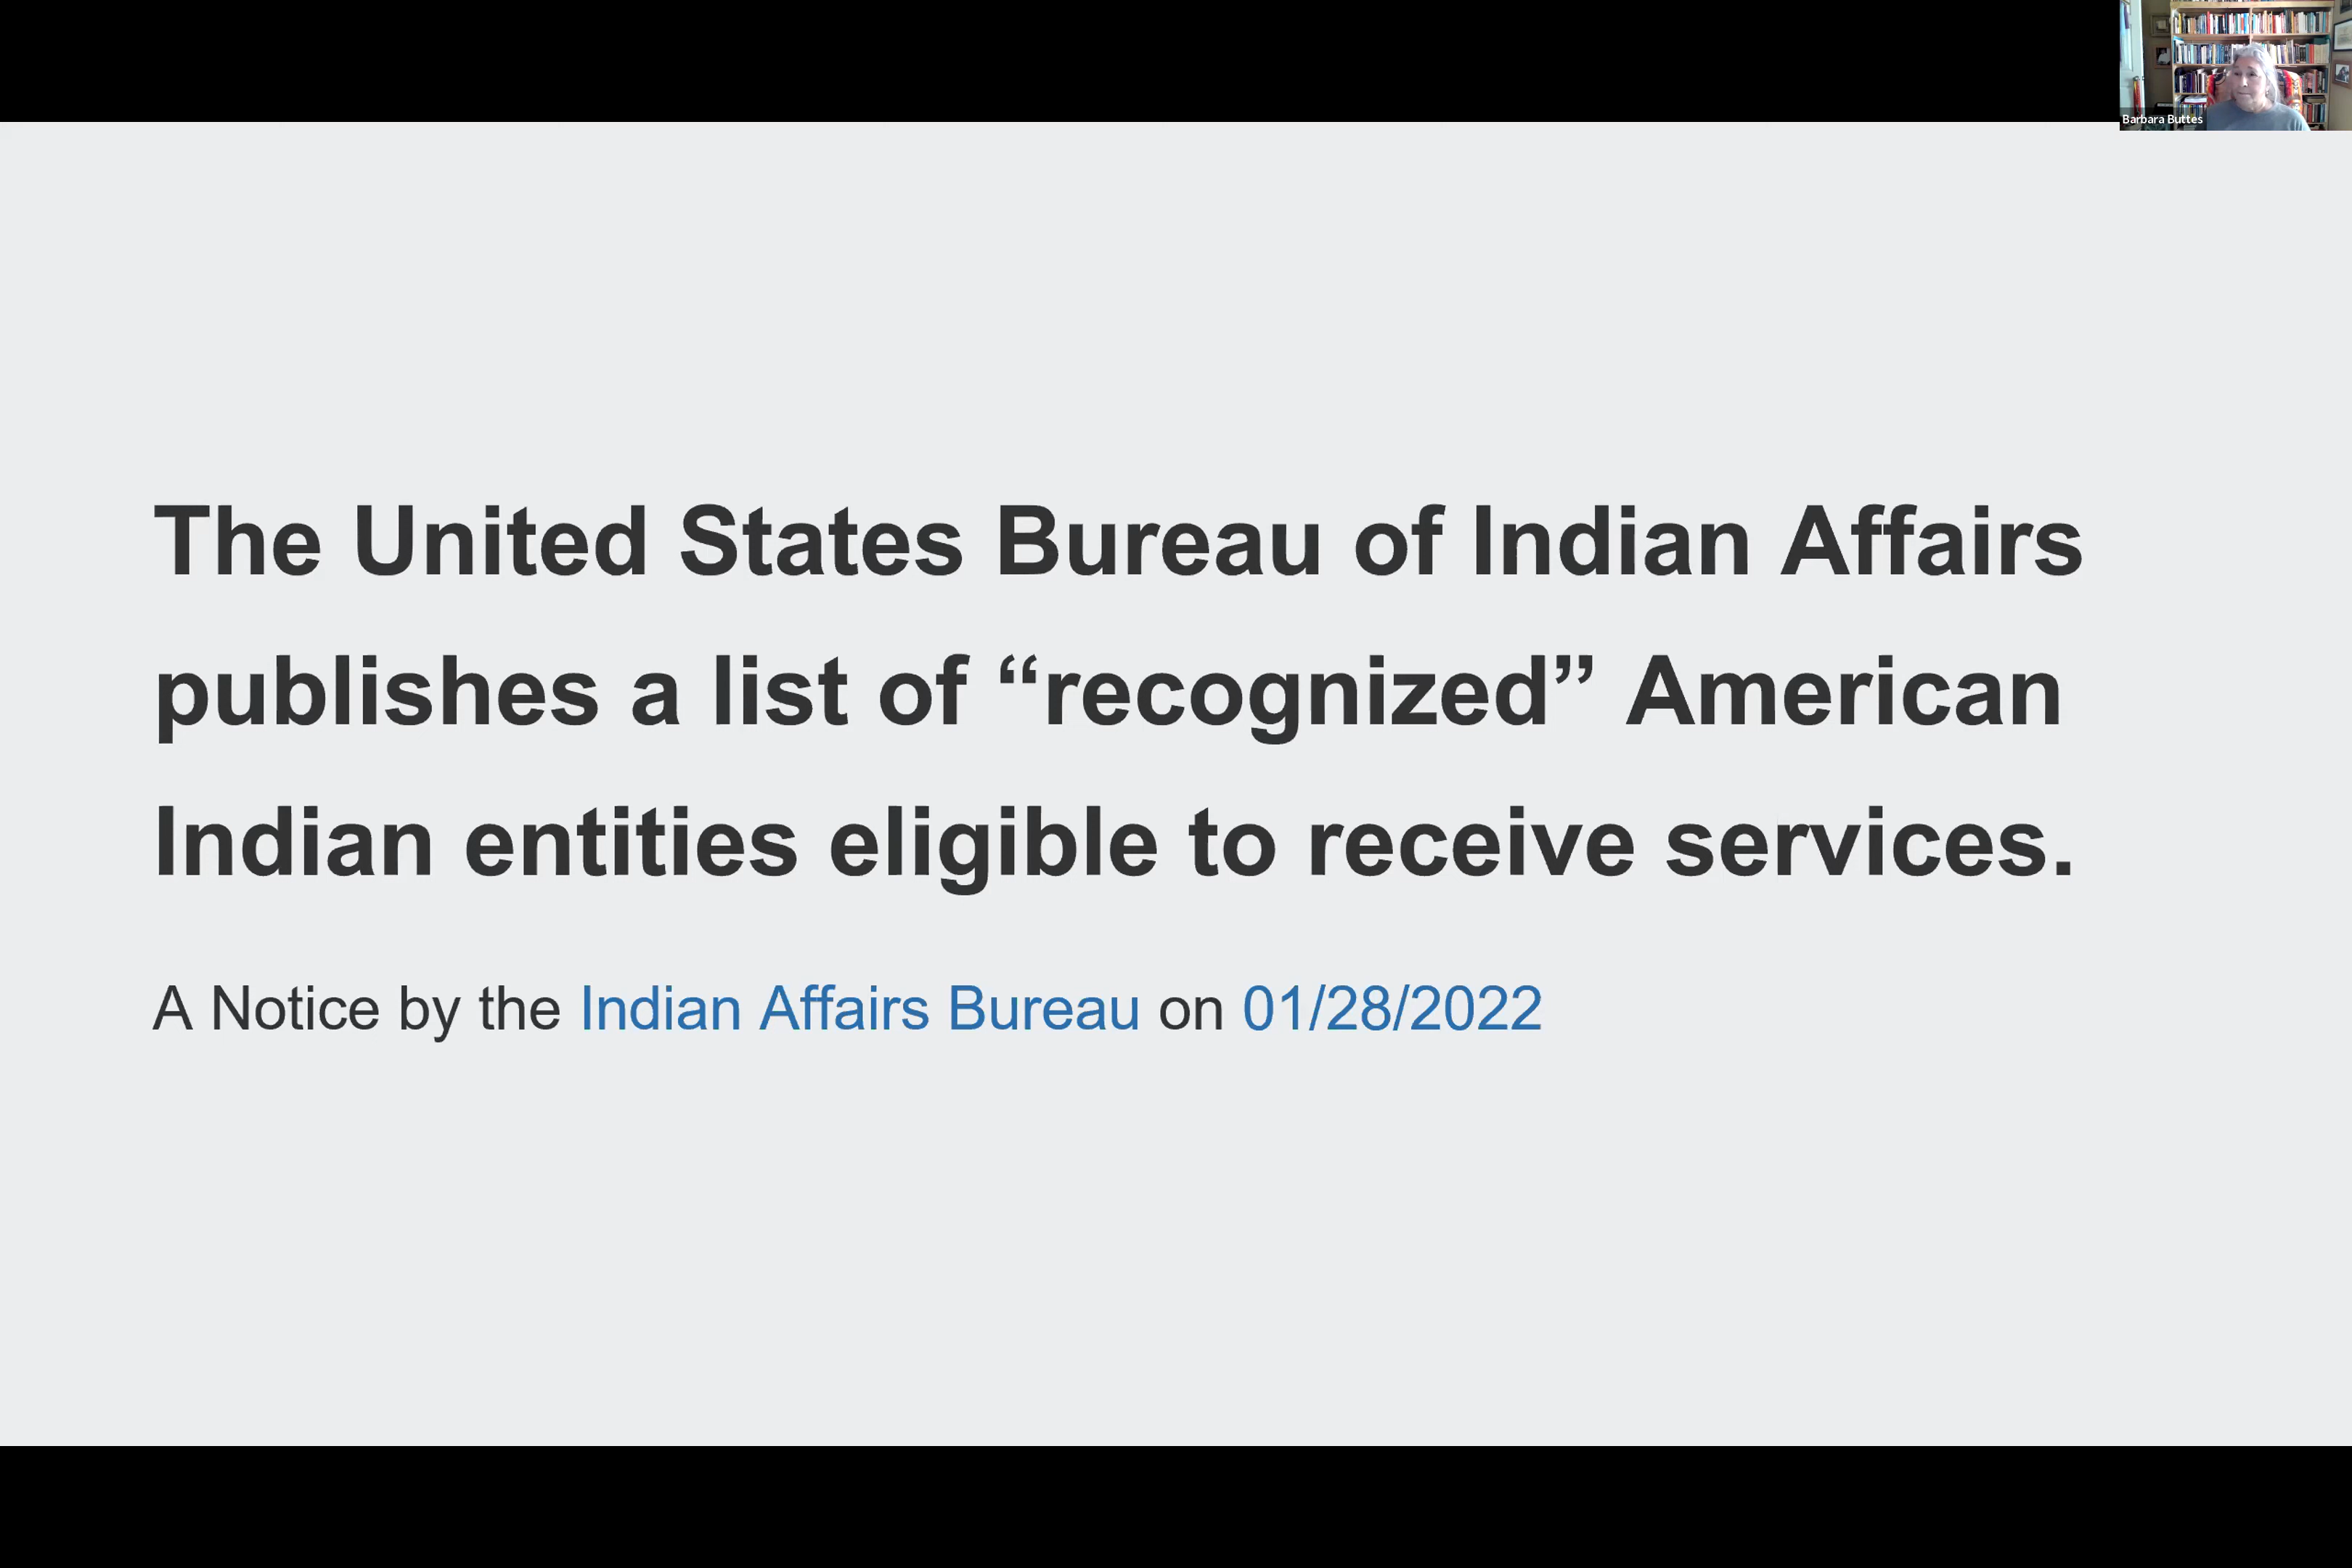 Barbara Buttes
The United States Bureau of Indian Affairs
publishes a list of “recognized” American
Indian entities eligible to receive services.
A Notice by the Indian Affairs Bureau on 01/28/2022